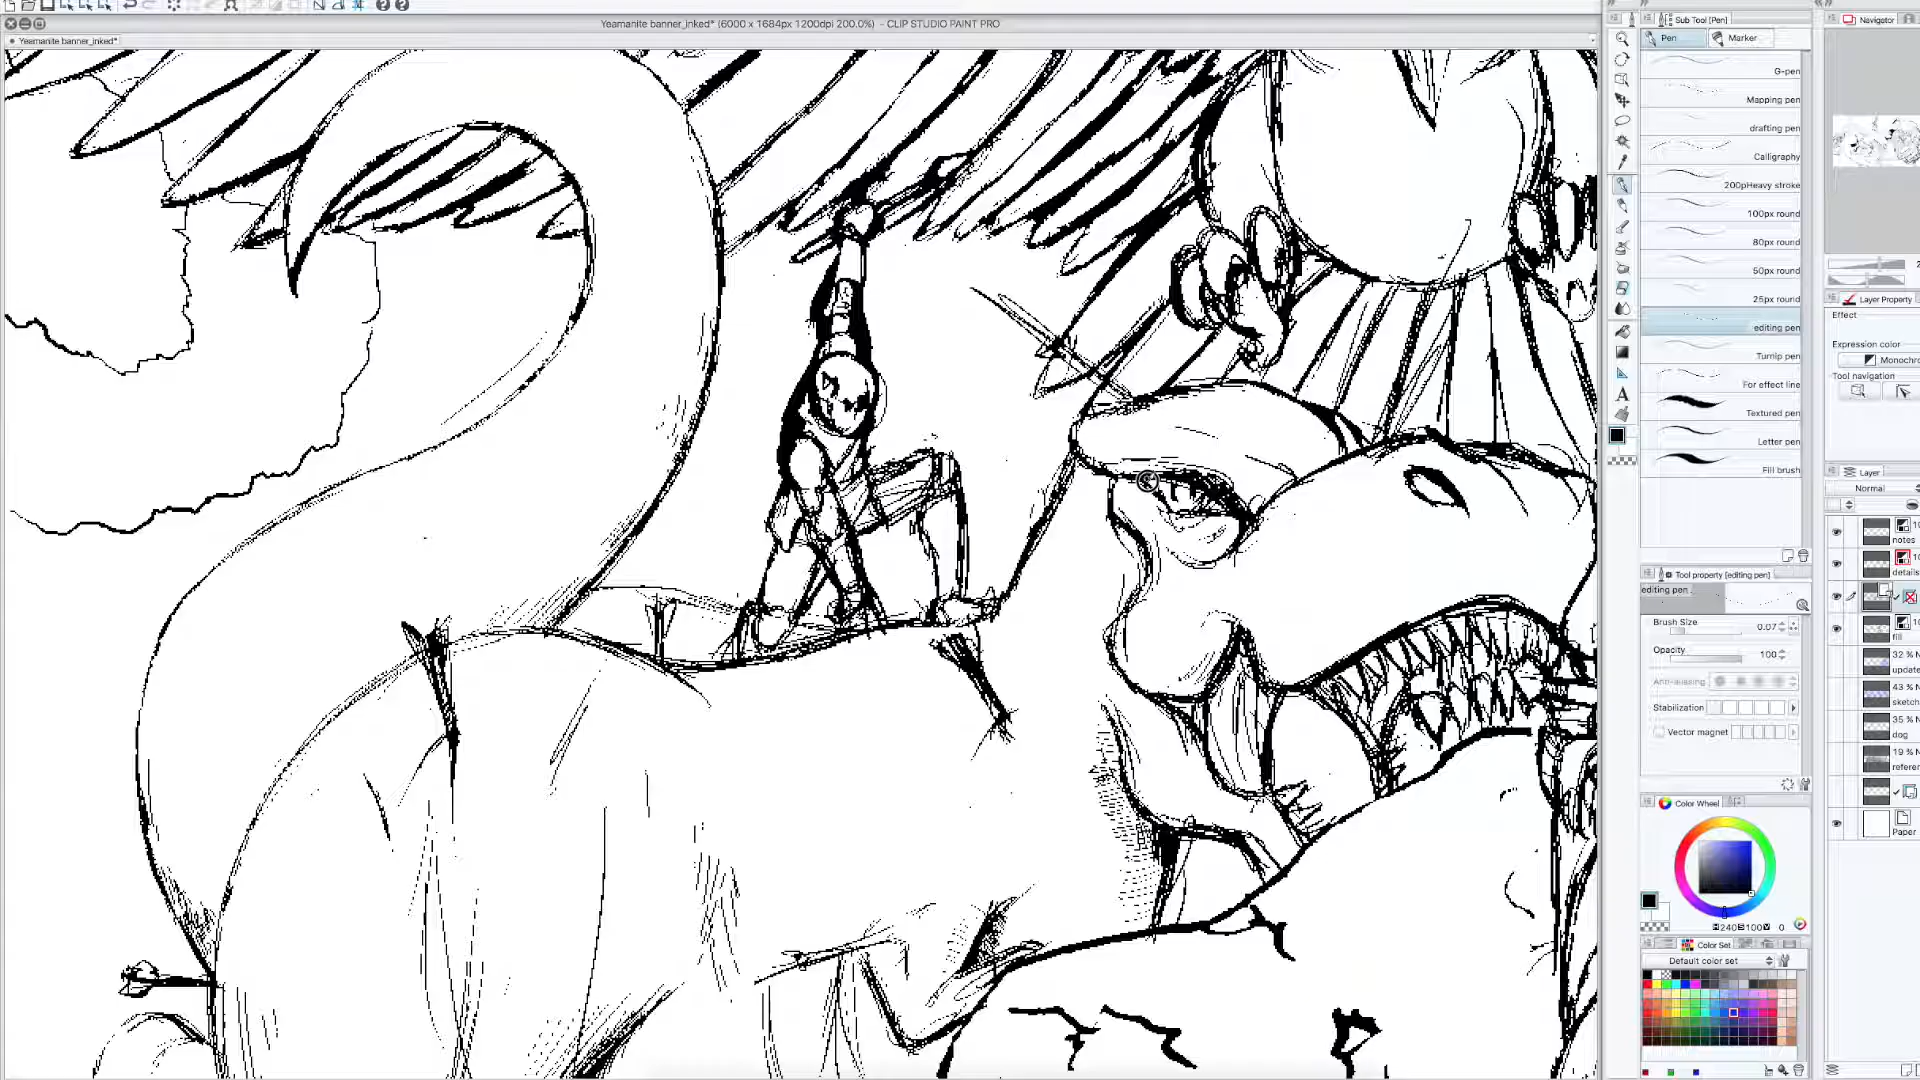 Yeamanite banner_inked* (6000 x 1684px 1200dpi 200.0%) - CLIP STUDIO PAINT PRO
Yeamanite banner_inked*
Sub Tool [Pen]
Pen
Marker
G-pen
Mapping pen
drafting pen
Calligraphy
200pHeavy stroke
100px round
80px round
50px round
25px round
editing pen
Turnip pen
For effect line
Textured pen
Letter pen
Fill brush
Tool property [editing pen]
editing pen
Brush Size 0.07
Opacity 100
Anti-aliasing
Stabilization
Vector magnet
Color Wheel
240 100 0
Color Set
Default color set
Navigator
Layer Property
Effect
Expression color
Monochro
Tool navigation
Layer
Normal
notes
details
fill
32 % N
update
43 % N
sketch
35 % N
dog
19 % N
referen
Paper